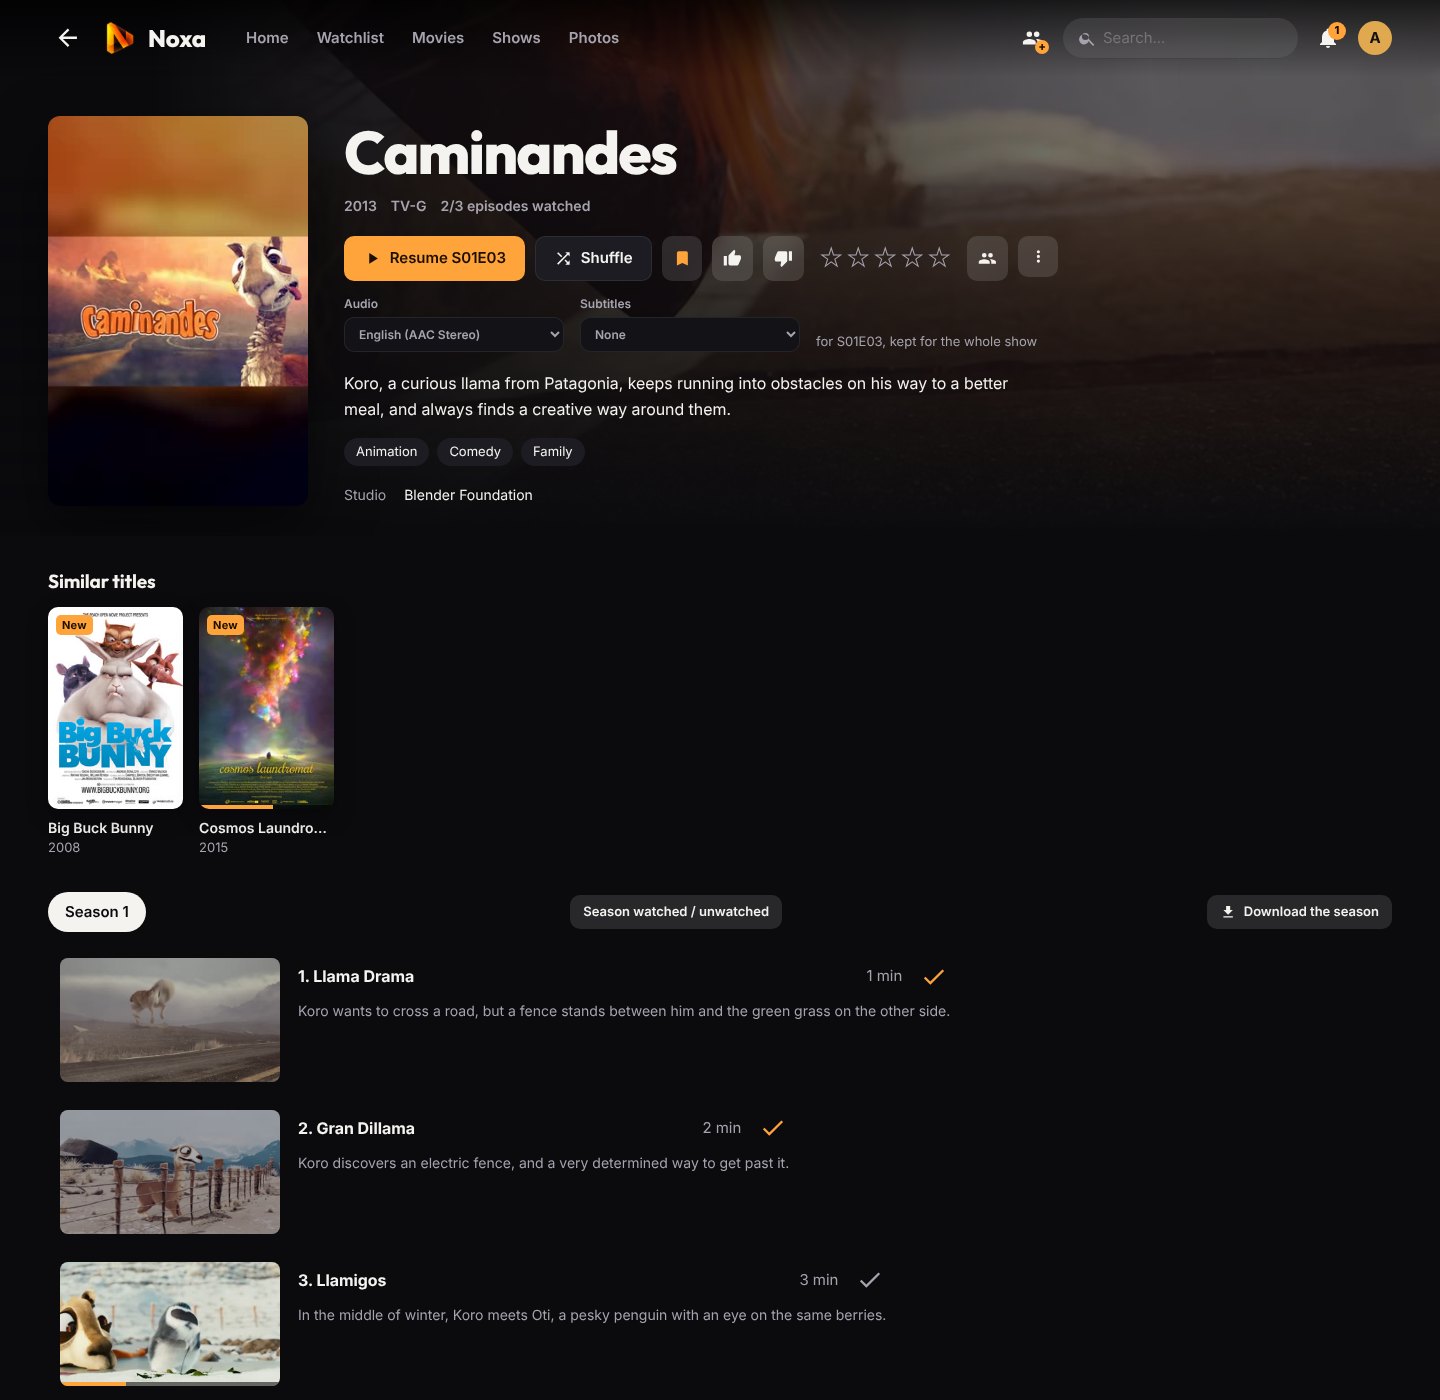 Noxa
Home
Watchlist
Movies
Shows
Photos
Search...
1
A
Caminandes
Caminandes
2013 TV-G 2/3 episodes watched
Resume S01E03
Shuffle
Audio
Subtitles
English (AAC Stereo)
None
for S01E03, kept for the whole show
Koro, a curious llama from Patagonia, keeps running into obstacles on his way to a better
meal, and always finds a creative way around them.
Animation
Comedy
Family
Studio Blender Foundation
Similar titles
New
Big Buck
BUNNY
WWW.BIGBUCKBUNNY.ORG
New
cosmos laundromat
Big Buck Bunny
2008
Cosmos Laundro...
2015
Season 1
Season watched / unwatched
Download the season
1. Llama Drama
1 min
Koro wants to cross a road, but a fence stands between him and the green grass on the other side.
2. Gran Dillama
2 min
Koro discovers an electric fence, and a very determined way to get past it.
3. Llamigos
3 min
In the middle of winter, Koro meets Oti, a pesky penguin with an eye on the same berries.